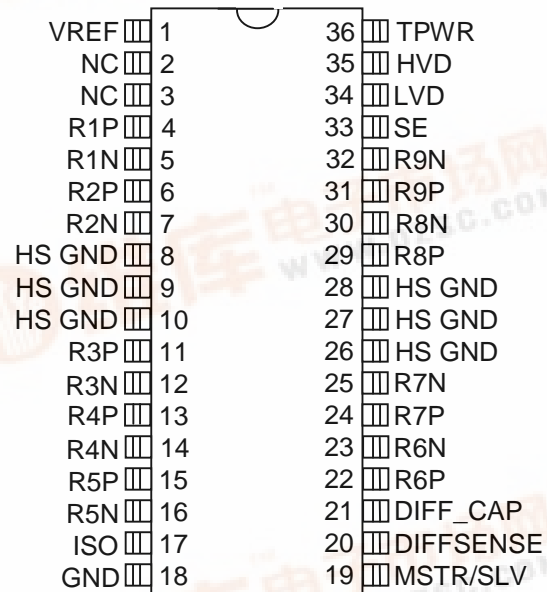 VREF 1 36 TPWR
NC 2 35 HVD
NC 3 34 LVD
R1P 4 33 SE
R1N 5 32 R9N
R2P 6 31 R9P
R2N 7 30 R8N
HS GND 8 29 R8P
HS GND 9 28 HS GND
HS GND 10 27 HS GND
R3P 11 26 HS GND
R3N 12 25 R7N
R4P 13 24 R7P
R4N 14 23 R6N
R5P 15 22 R6P
R5N 16 21 DIFF_CAP
ISO 17 20 DIFFSENSE
GND 18 19 MSTR/SLV